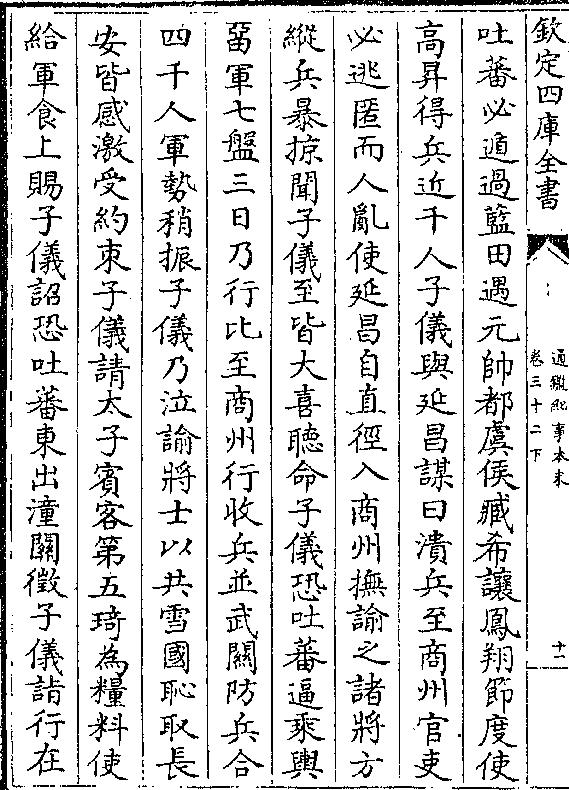 欽定四庫全書
通鑑紀事本末
卷三十二下
十一
吐蕃必遁過藍田遇元帥都虞侯臧希讓鳳翔節度使
高昇得兵近千人子儀與延昌謀曰潰兵至商州官吏
必逃匿而人亂使延昌自直徑入商州撫諭之諸將方
縱兵暴掠聞子儀至皆大喜聽命子儀恐吐蕃逼乘輿
畱軍七盤三日乃行比至商州行收兵並武關防兵合
四千人軍勢稍振子儀乃泣諭將士以共雪國恥取長
安皆感激受約束子儀請太子賓客第五琦為糧料使
給軍食上賜子儀詔恐吐蕃東出潼關徵子儀詣行在